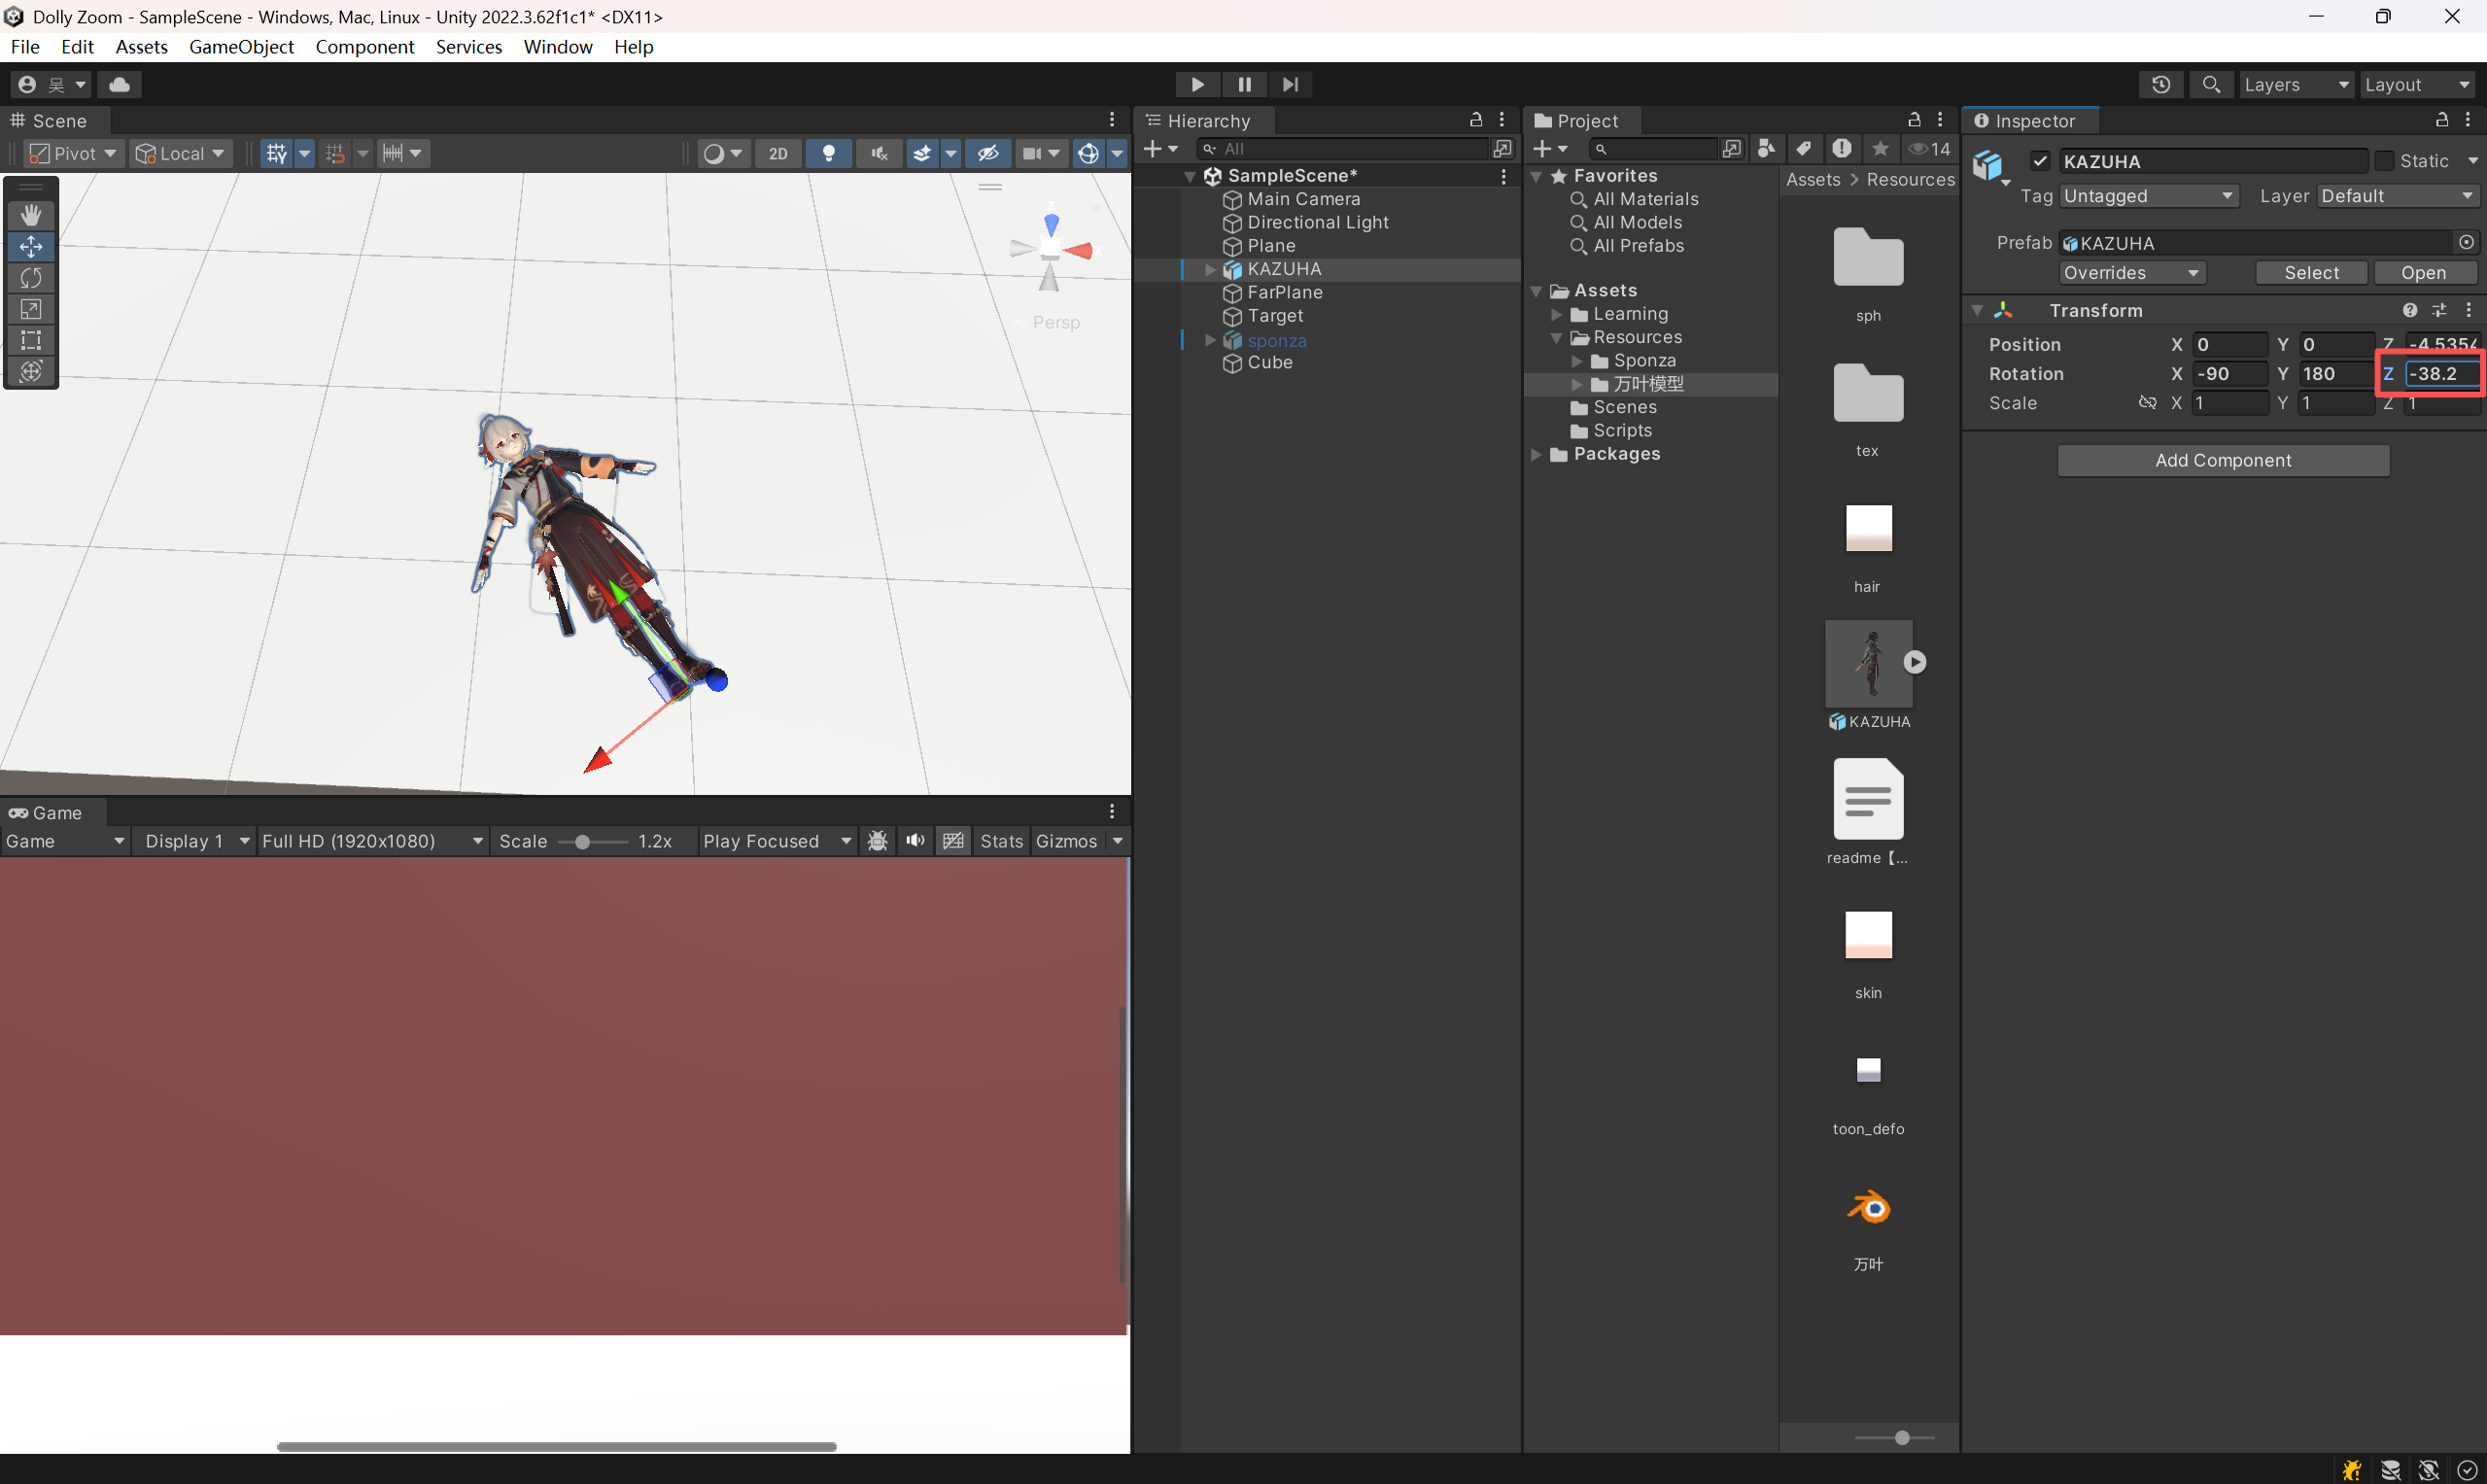 Dolly Zoom - SampleScene - Windows, Mac, Linux - Unity 2022.3.62f1c1* <DX11>
File Edit Assets GameObject Component Services Window Help
吴
Layers
Layout
Scene
Pivot
Local
2D
z
x
Persp
Game
Game
Display 1
Full HD (1920x1080)
Scale
1.2x
Play Focused
Stats
Gizmos
Hierarchy
All
SampleScene*
Main Camera
Directional Light
Plane
KAZUHA
FarPlane
Target
sponza
Cube
Project
14
Favorites
All Materials
All Models
All Prefabs
Assets
Learning
Resources
Sponza
万叶模型
Scenes
Scripts
Packages
Assets > Resources
sph
tex
hair
KAZUHA
readme【...
skin
toon_defo
万叶
Inspector
KAZUHA
Static
Tag Untagged Layer Default
Prefab KAZUHA
Overrides Select Open
Transform
Position X 0 Y 0 Z -4.5354
Rotation X -90 Y 180 Z -38.2
Scale X 1 Y 1 Z 1
Add Component